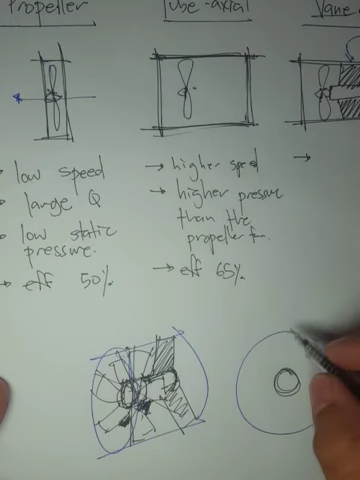 Propeller
Tube-axial
Vane
→ low speed
→ large Q
→ low static
pressure.
→ eff 50%
→ higher speed
→ higher pressure
than the
propeller f
→ eff 65%
→